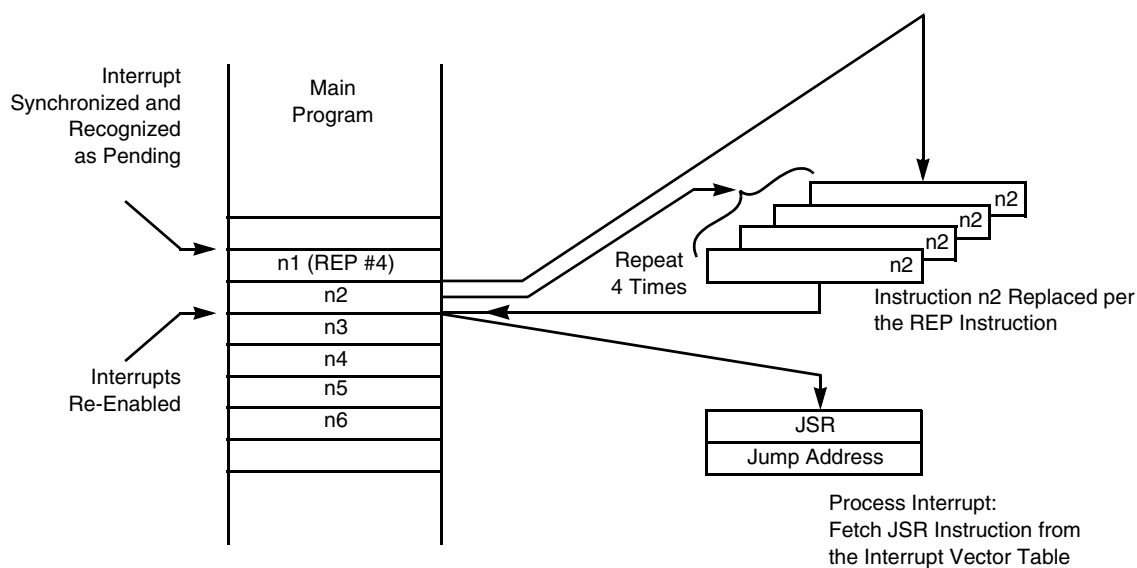 Interrupt
Synchronized and
Recognized
as Pending
Main
Program
n1 (REP #4)
n2
n3
n4
n5
n6
Interrupts
Re-Enabled
Repeat
4 Times
n2
n2
n2
n2
Instruction n2 Replaced per
the REP Instruction
JSR
Jump Address
Process Interrupt:
Fetch JSR Instruction from
the Interrupt Vector Table